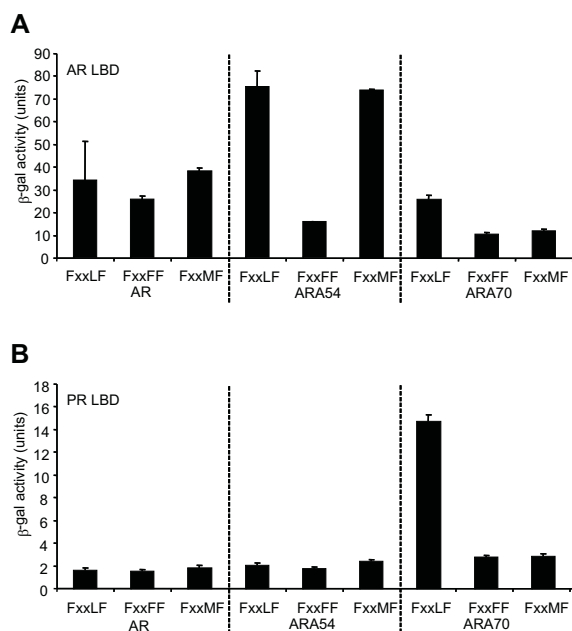 A
AR LBD
β-gal activity (units)
90
80
70
60
50
40
30
20
10
0
FxxLF FxxFF FxxMF FxxLF FxxFF FxxMF FxxLF FxxFF FxxMF
AR ARA54 ARA70
B
PR LBD
β-gal activity (units)
18
16
14
12
10
8
6
4
2
0
FxxLF FxxFF FxxMF FxxLF FxxFF FxxMF FxxLF FxxFF FxxMF
AR ARA54 ARA70